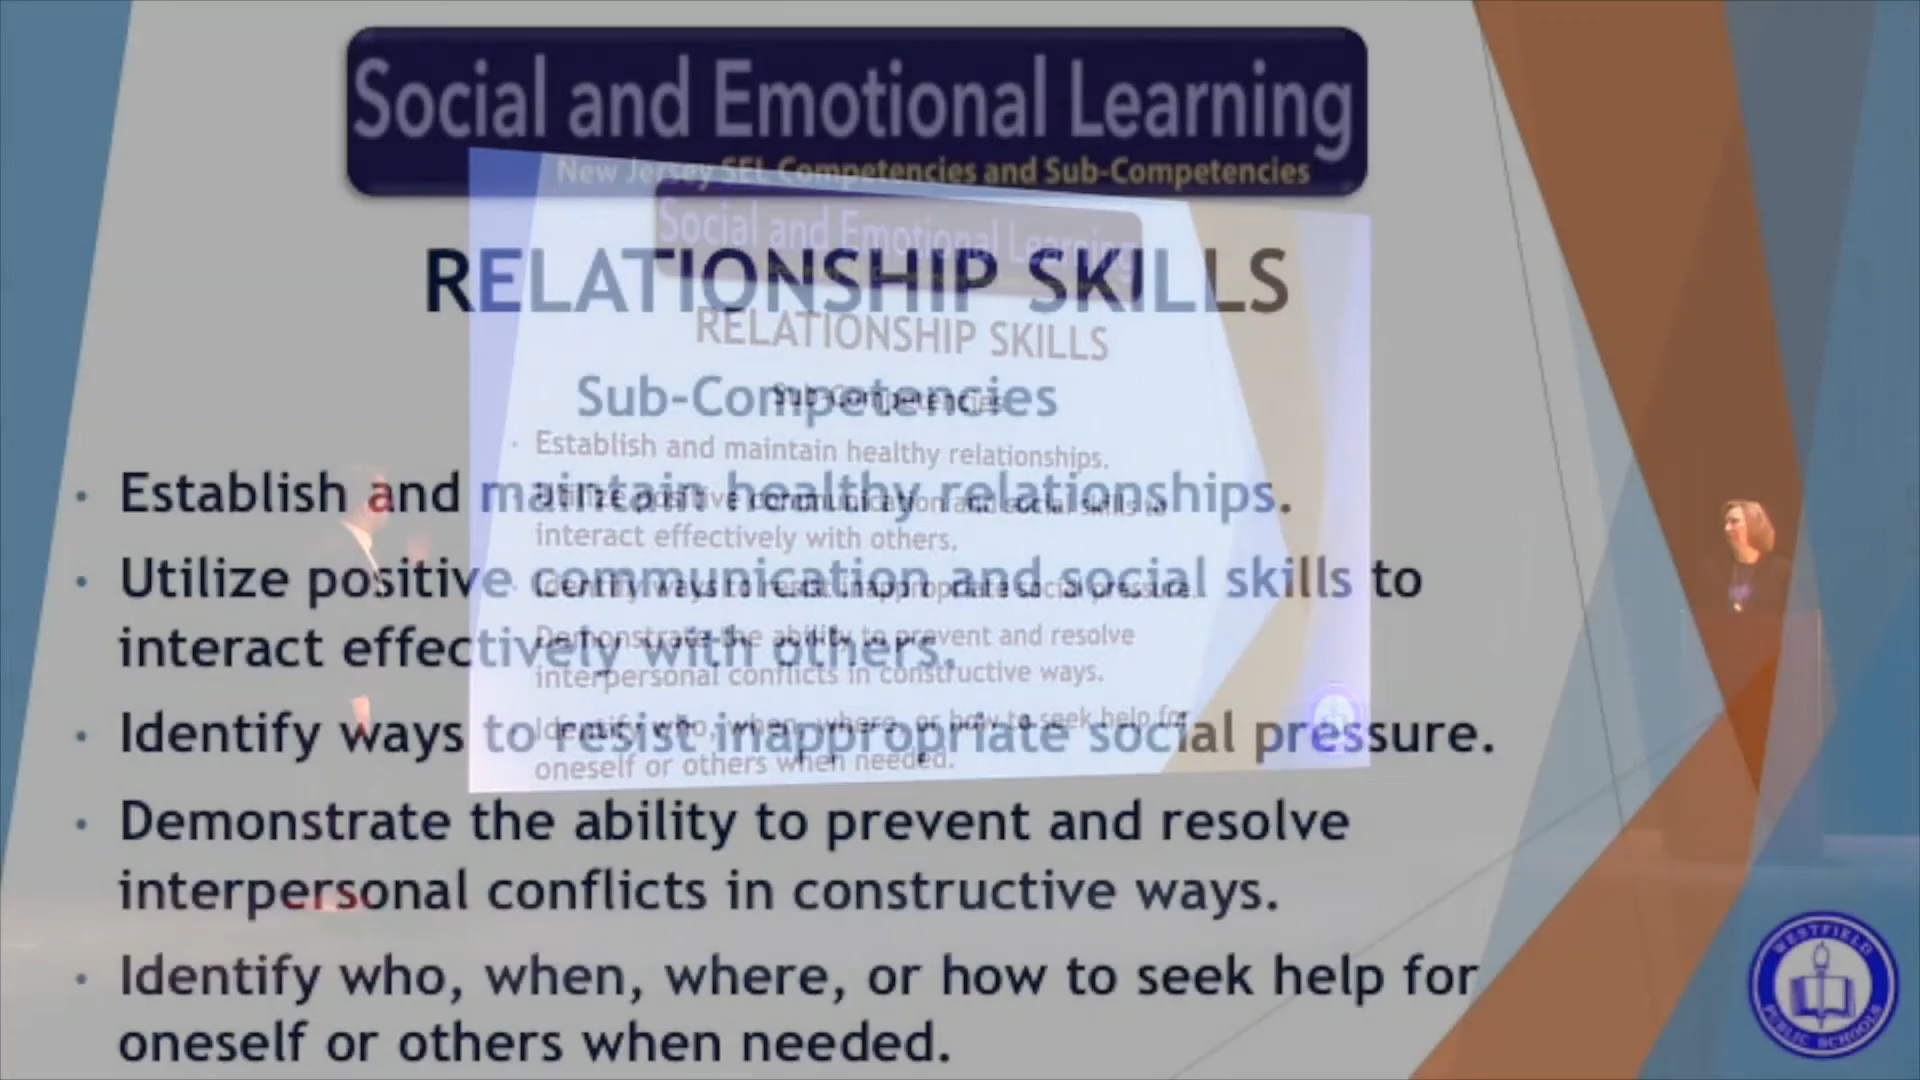 Social and Emotional Learning
New Jersey SEL Competencies and Sub-Competencies
RELATIONSHIP SKILLS
Sub-Competencies
• Establish and maintain healthy relationships.
• Utilize positive communication and social skills to
interact effectively with others.
• Identify ways to resist inappropriate social pressure.
• Demonstrate the ability to prevent and resolve
interpersonal conflicts in constructive ways.
• Identify who, when, where, or how to seek help for
oneself or others when needed.
Social and Emotional Learning
RELATIONSHIP SKILLS
Sub-Competencies
• Establish and maintain healthy relationships.
Utilize positive communication and social skills to
interact effectively with others.
Identify ways to resist inappropriate social pressure.
Demonstrate the ability to prevent and resolve
interpersonal conflicts in constructive ways.
Identify who, when, where, or how to seek help for
oneself or others when needed.
WESTFIELD
PUBLIC SCHOOLS